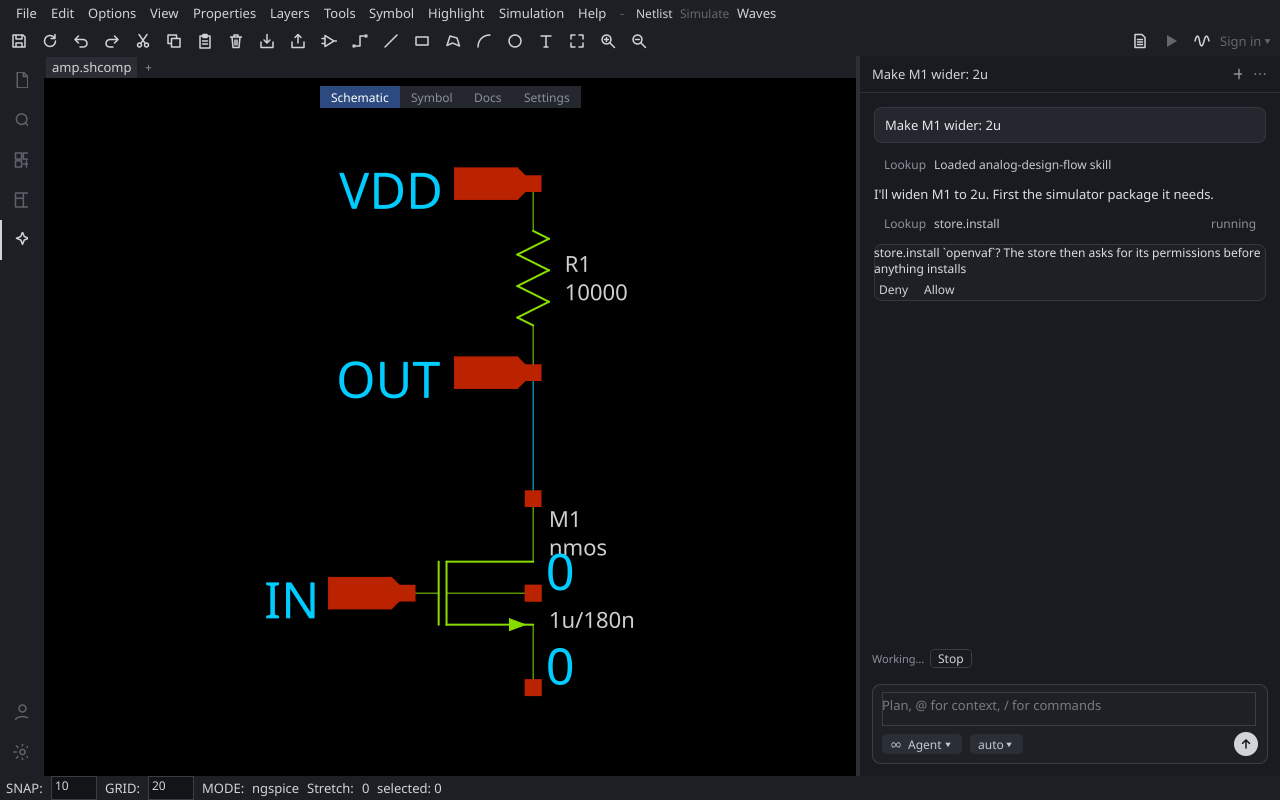 File Edit Options View Properties Layers Tools Symbol Highlight Simulation Help - Netlist Simulate Waves
Sign in
amp.shcomp +
Schematic Symbol Docs Settings
VDD
R1
10000
OUT
M1
nmos
0
IN
1u/180n
0
Make M1 wider: 2u
Make M1 wider: 2u
Lookup Loaded analog-design-flow skill
I'll widen M1 to 2u. First the simulator package it needs.
Lookup store.install running
store.install `openvaf`? The store then asks for its permissions before
anything installs
Deny Allow
Working... Stop
Plan, @ for context, / for commands
∞ Agent auto
SNAP: 10 GRID: 20 MODE: ngspice Stretch: 0 selected: 0